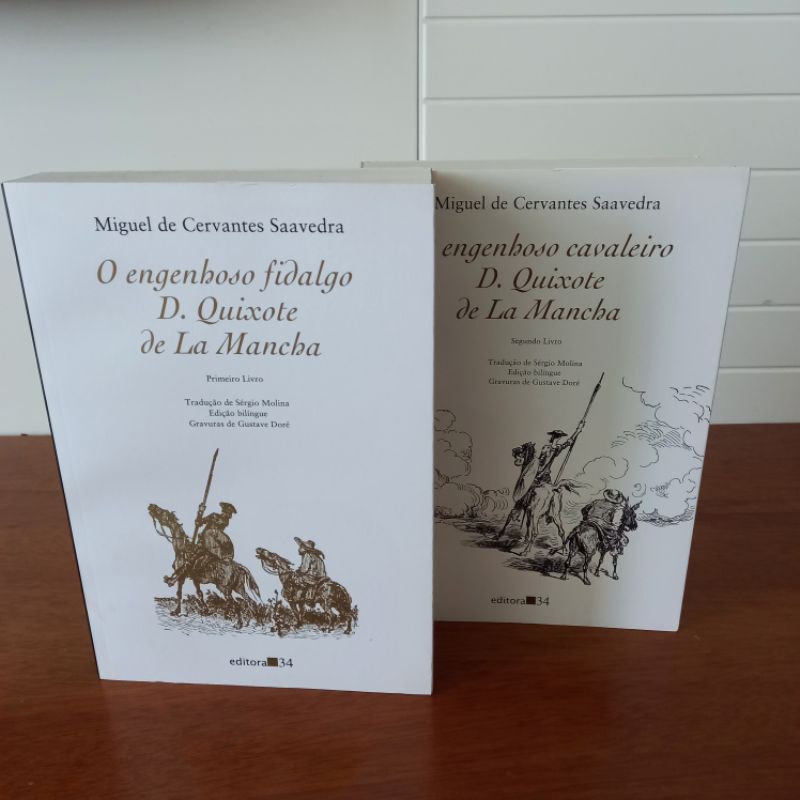 Miguel de Cervantes Saavedra
O engenhoso fidalgo
D. Quixote
de La Mancha
Primeiro Livro
Tradução de Sérgio Molina
Edição bilíngue
Gravuras de Gustave Doré
editora 34
Miguel de Cervantes Saavedra
engenhoso cavaleiro
D. Quixote
de La Mancha
Segundo Livro
Tradução de Sérgio Molina
Edição bilíngue
Gravuras de Gustave Doré
editora 34